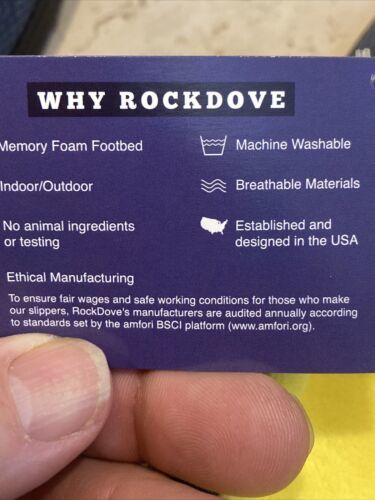 WHY ROCKDOVE
Memory Foam Footbed
Machine Washable
Indoor/Outdoor
Breathable Materials
No animal ingredients
or testing
Established and
designed in the USA
Ethical Manufacturing
To ensure fair wages and safe working conditions for those who make
our slippers, RockDove's manufacturers are audited annually according
to standards set by the amfori BSCI platform (www.amfori.org).